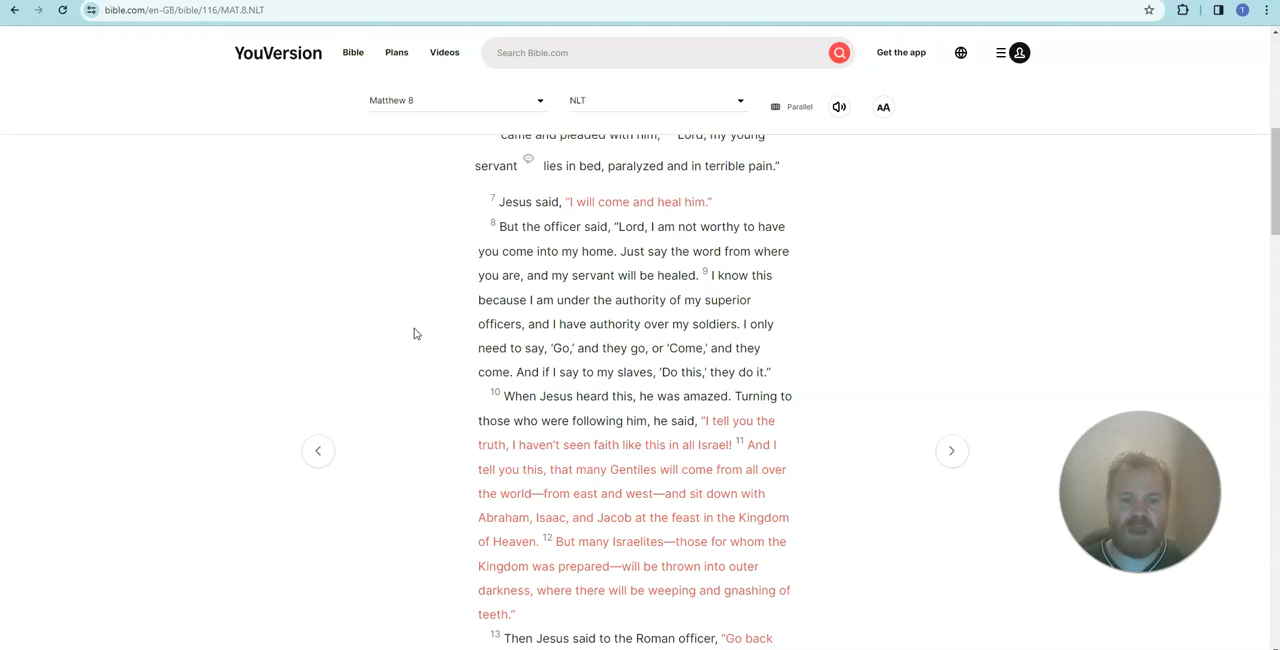 bible.com/en-GB/bible/116/MAT.8.NLT
T
YouVersion Bible Plans Videos Search Bible.com Get the app
Matthew 8 NLT Parallel AA
came and pleaded with him, “Lord, my young
servant lies in bed, paralyzed and in terrible pain.”
7 Jesus said, “I will come and heal him.”
8 But the officer said, “Lord, I am not worthy to have
you come into my home. Just say the word from where
you are, and my servant will be healed. 9 I know this
because I am under the authority of my superior
officers, and I have authority over my soldiers. I only
need to say, ‘Go,’ and they go, or ‘Come,’ and they
come. And if I say to my slaves, ‘Do this,’ they do it.”
10 When Jesus heard this, he was amazed. Turning to
those who were following him, he said, “I tell you the
truth, I haven’t seen faith like this in all Israel! 11 And I
tell you this, that many Gentiles will come from all over
the world—from east and west—and sit down with
Abraham, Isaac, and Jacob at the feast in the Kingdom
of Heaven. 12 But many Israelites—those for whom the
Kingdom was prepared—will be thrown into outer
darkness, where there will be weeping and gnashing of
teeth.”
13 Then Jesus said to the Roman officer, “Go back